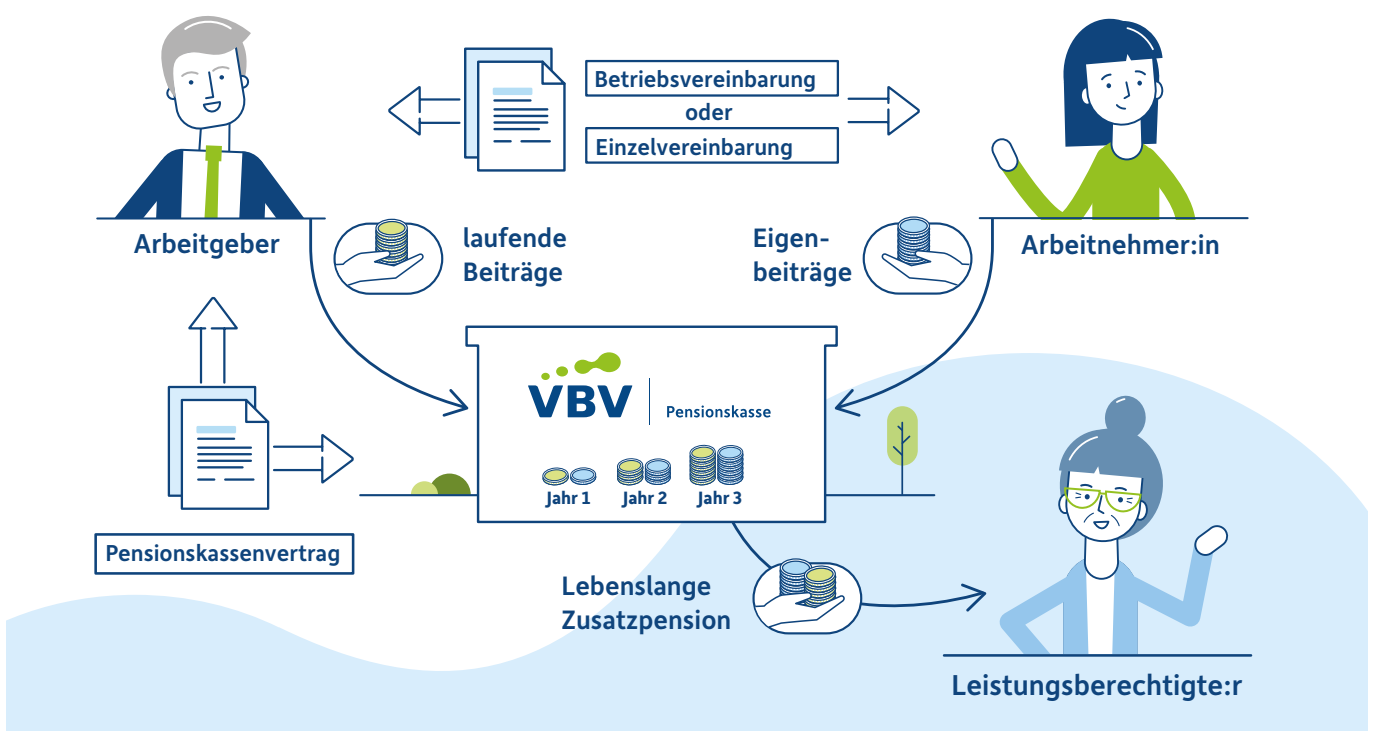 Betriebsvereinbarung
oder
Einzelvereinbarung
Arbeitgeber
laufende
Beiträge
Eigen-
beiträge
Arbeitnehmer:in
VBV
Pensionskasse
Jahr 1
Jahr 2
Jahr 3
Pensionskassenvertrag
Lebenslange
Zusatzpension
Leistungsberechtigte:r